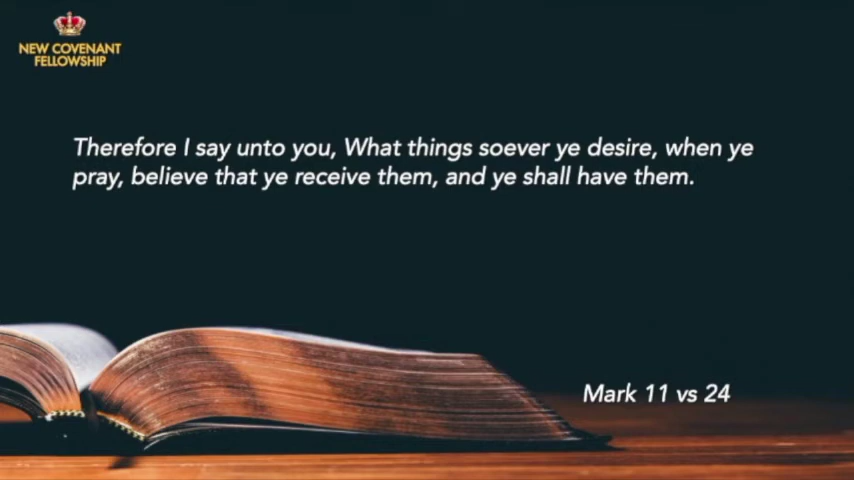 NEW COVENANT
FELLOWSHIP
Therefore I say unto you, What things soever ye desire, when ye
pray, believe that ye receive them, and ye shall have them.
Mark 11 vs 24